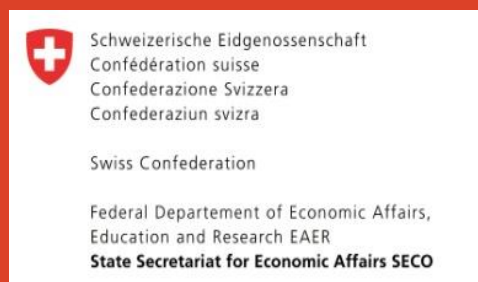 Schweizerische Eidgenossenschaft
Confédération suisse
Confederazione Svizzera
Confederaziun svizra
Swiss Confederation
Federal Departement of Economic Affairs,
Education and Research EAER
State Secretariat for Economic Affairs SECO